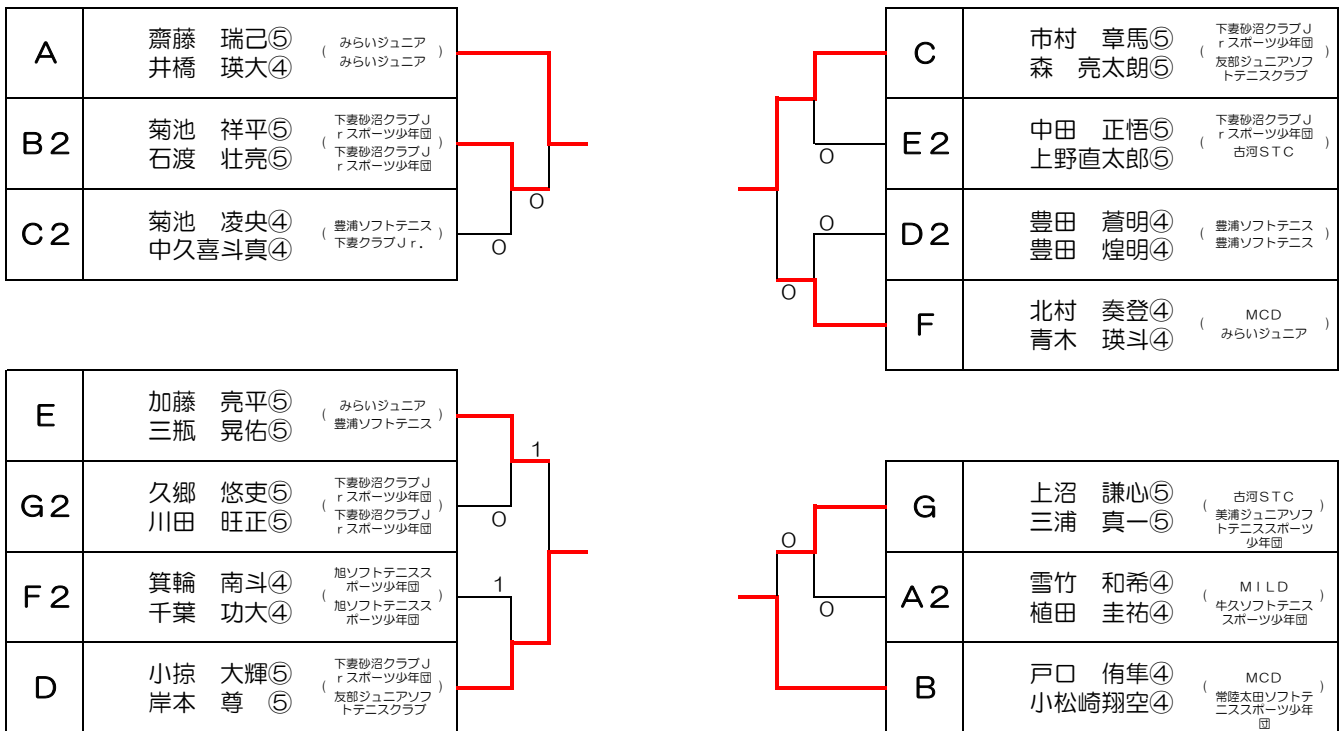 A
齋藤　瑞己⑤
井橋　瑛大④
（ みらいジュニア
みらいジュニア ）
B2
菊池　祥平⑤
石渡　壮亮⑤
下妻砂沼クラブJ
rスポーツ少年団
（ 下妻砂沼クラブJ ）
rスポーツ少年団
0
C2
菊池　凌央④
中久喜斗真④
（ 豊浦ソフトテニス ）
下妻クラブJr．
0
E
加藤　亮平⑤
三瓶　晃佑⑤
（ みらいジュニア ）
豊浦ソフトテニス
1
G2
久郷　悠吏⑤
川田　旺正⑤
下妻砂沼クラブJ
rスポーツ少年団
（ 下妻砂沼クラブJ ）
rスポーツ少年団
0
F2
箕輪　南斗④
千葉　功大④
旭ソフトテニスス
ポーツ少年団
（ 旭ソフトテニスス ）
ポーツ少年団
1
D
小掠　大輝⑤
岸本　尊　⑤
下妻砂沼クラブJ
rスポーツ少年団
（ 友部ジュニアソフ ）
トテニスクラブ
C
市村　章馬⑤
森　亮太朗⑤
下妻砂沼クラブJ
rスポーツ少年団
（ 友部ジュニアソフ ）
トテニスクラブ
E2
中田　正悟⑤
上野直太郎⑤
下妻砂沼クラブJ
rスポーツ少年団
（ 古河STC ）
0
D2
豊田　蒼明④
豊田　煌明④
（ 豊浦ソフトテニス ）
豊浦ソフトテニス
0
0
F
北村　奏登④
青木　瑛斗④
（ MCD ）
みらいジュニア
G
上沼　謙心⑤
三浦　真一⑤
古河STC
（ 美浦ジュニアソフ ）
トテニススポーツ
少年団
0
A2
雪竹　和希④
植田　圭祐④
MILD
（ 牛久ソフトテニス ）
スポーツ少年団
0
B
戸口　侑隼④
小松崎翔空④
MCD
（ 常陸太田ソフトテ ）
ニススポーツ少年
団